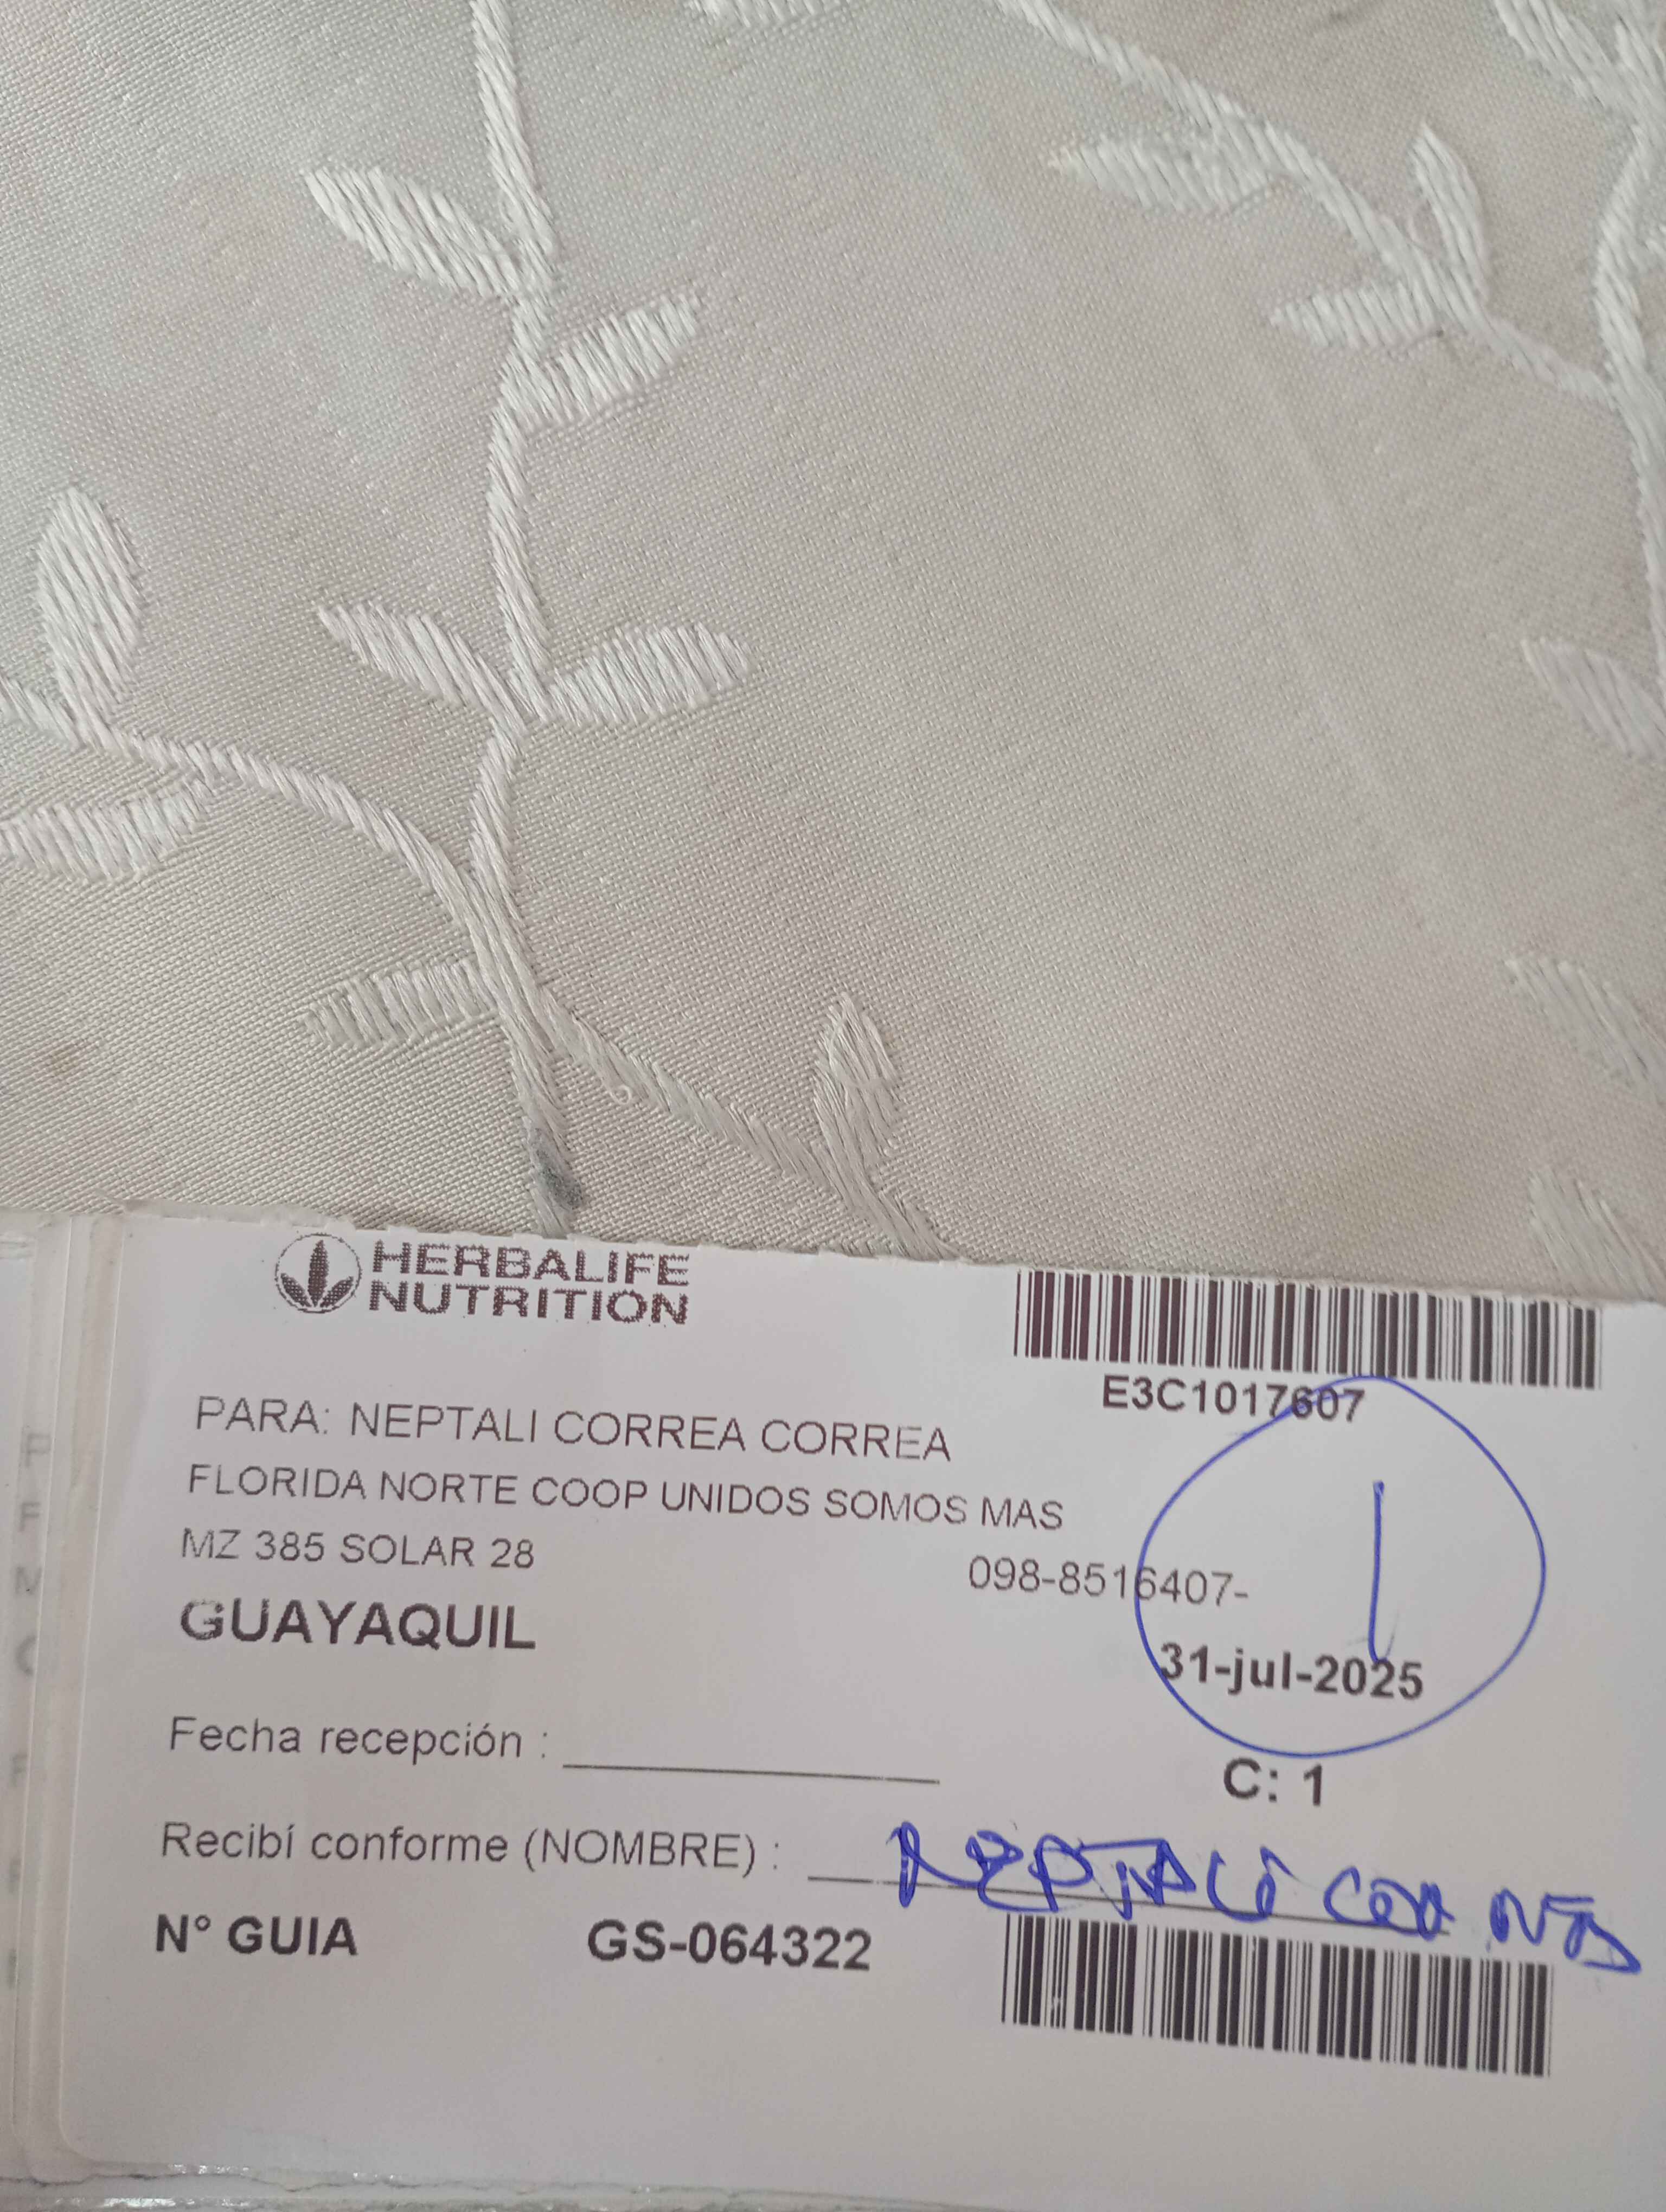 HERBALIFE
NUTRITION
E3C1017607
PARA: NEPTALI CORREA CORREA
FLORIDA NORTE COOP UNIDOS SOMOS MAS
MZ 385 SOLAR 28
098-8516407-
GUAYAQUIL
31-jul-2025
Fecha recepción :
C: 1
Recibí conforme (NOMBRE) : NEPTALI
N° GUIA GS-064322